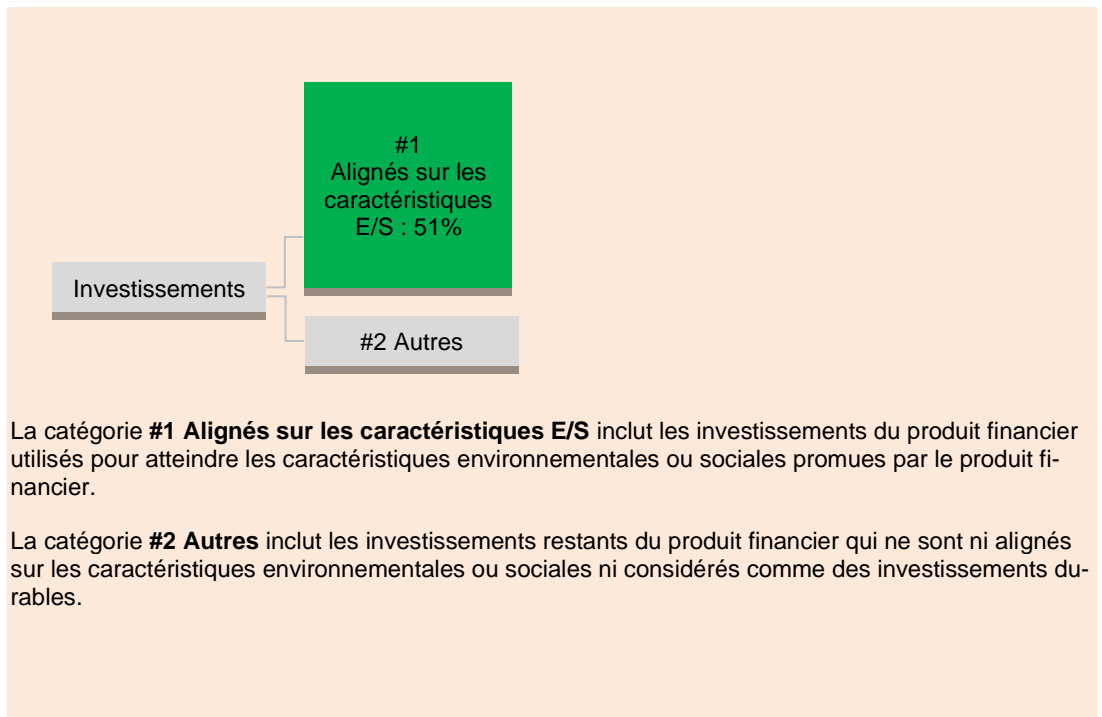 #1
Alignés sur les
caractéristiques
E/S : 51%
Investissements
#2 Autres
La catégorie #1 Alignés sur les caractéristiques E/S inclut les investissements du produit financier
utilisés pour atteindre les caractéristiques environnementales ou sociales promues par le produit fi-
nancier.
La catégorie #2 Autres inclut les investissements restants du produit financier qui ne sont ni alignés
sur les caractéristiques environnementales ou sociales ni considérés comme des investissements du-
rables.